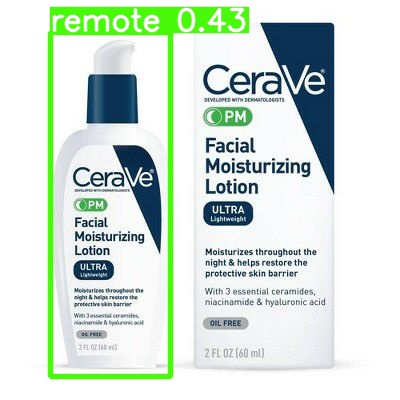 remote 0.43
CeraVe
DEVELOPED WITH DERMATOLOGISTS
PM
Facial
Moisturizing
Lotion
ULTRA
Lightweight
Moisturizes throughout the
night & helps restore the
protective skin barrier
With 3 essential ceramides,
niacinamide & hyaluronic acid
OIL FREE
2 FL OZ (60 ml)
CeraVe
DEVELOPED WITH DERMATOLOGISTS
PM
Facial
Moisturizing
Lotion
ULTRA
Lightweight
Moisturizes throughout the
night & helps restore the
protective skin barrier
With 3 essential ceramides,
niacinamide & hyaluronic acid
OIL FREE
2 FL OZ (60 ml)